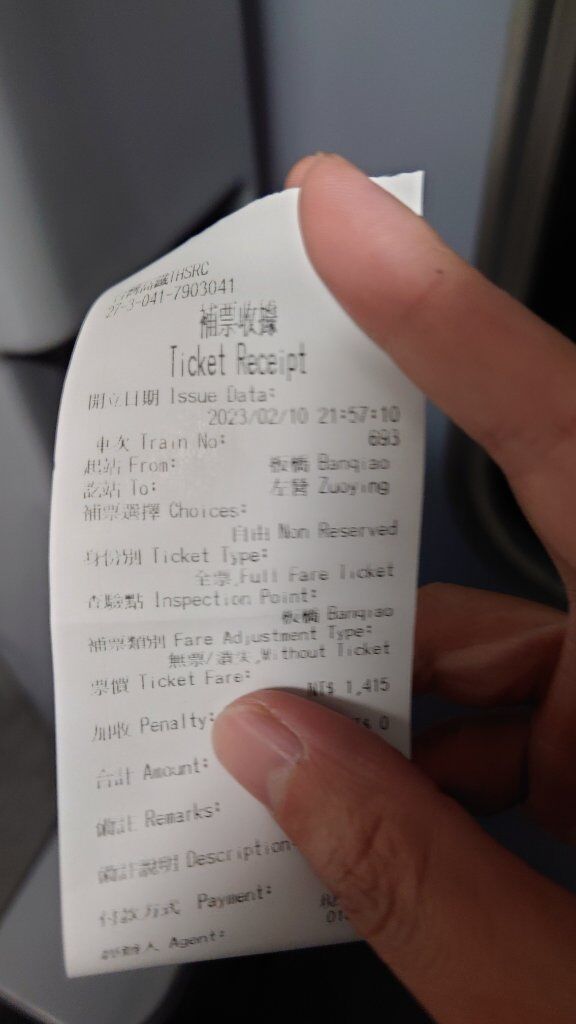 台灣高鐵THSRC
27-3-041-7903041
補票收據
Ticket Receipt
開立日期 Issue Data:
2023/02/10 21:57:10
車次 Train No: 693
起站 From: 板橋 Banqiao
訖站 To: 左營 Zuoying
補票選擇 Choices:
自由 Non Reserved
身份別 Ticket Type:
全票,Full Fare Ticket
查驗點 Inspection Point:
板橋 Banqiao
補票類別 Fare Adjustment Type:
無票/遺失,Without Ticket
票價 Ticket Fare: NT$ 1,415
加收 Penalty: $ 0
合計 Amount:
備註 Remarks:
備註說明 Description:
付款方式 Payment:
Agent: